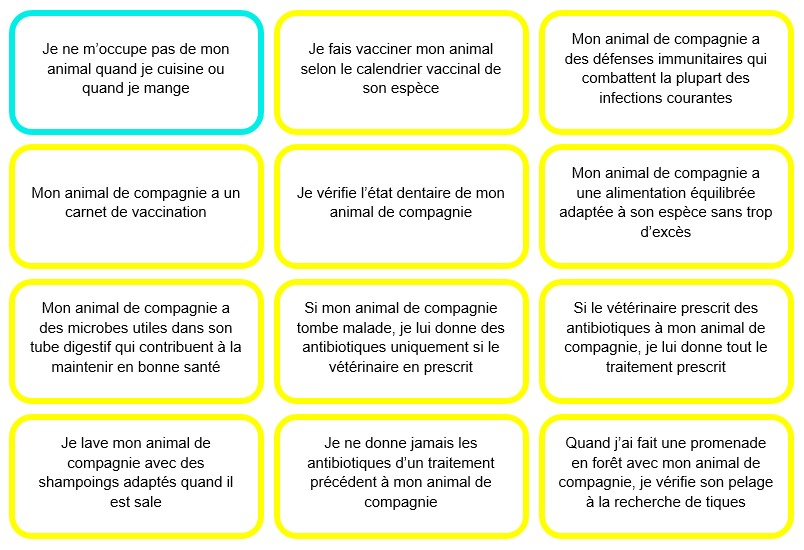 Je ne m’occupe pas de mon
animal quand je cuisine ou
quand je mange
Je fais vacciner mon animal
selon le calendrier vaccinal de
son espèce
Mon animal de compagnie a
des défenses immunitaires qui
combattent la plupart des
infections courantes
Mon animal de compagnie a un
carnet de vaccination
Je vérifie l’état dentaire de mon
animal de compagnie
Mon animal de compagnie a
une alimentation équilibrée
adaptée à son espèce sans trop
d’excès
Mon animal de compagnie a
des microbes utiles dans son
tube digestif qui contribuent à la
maintenir en bonne santé
Si mon animal de compagnie
tombe malade, je lui donne des
antibiotiques uniquement si le
vétérinaire en prescrit
Si le vétérinaire prescrit des
antibiotiques à mon animal de
compagnie, je lui donne tout le
traitement prescrit
Je lave mon animal de
compagnie avec des
shampoings adaptés quand il
est sale
Je ne donne jamais les
antibiotiques d’un traitement
précédent à mon animal de
compagnie
Quand j’ai fait une promenade
en forêt avec mon animal de
compagnie, je vérifie son pelage
à la recherche de tiques